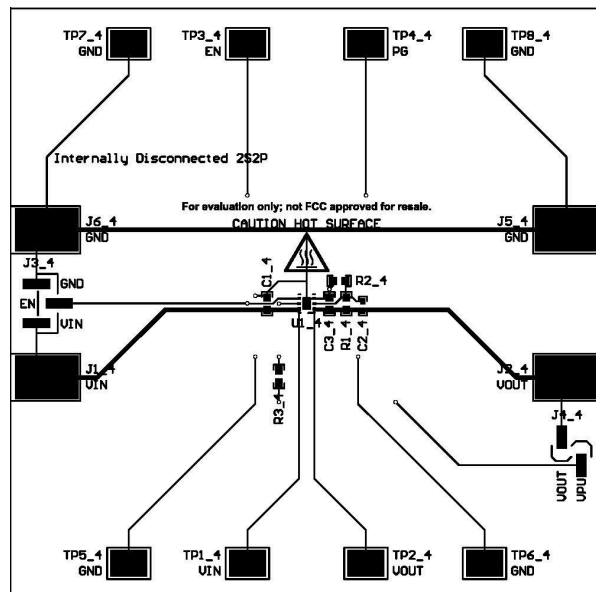 TP7_4
GND
TP3_4
EN
TP4_4
PG
TP8_4
GND
Internally Disconnected 2S2P
For evaluation only; not FCC approved for resale.
CAUTION HOT SURFACE
J6_4
GND
J5_4
GND
J3_4
GND
EN
VIN
C1_4
R2_4
U1_4
C3_4
R1_4
C2_4
J1_4
VIN
J2_4
VOUT
R3_4
J4_4
VOUT
VPU
TP5_4
GND
TP1_4
VIN
TP2_4
VOUT
TP6_4
GND